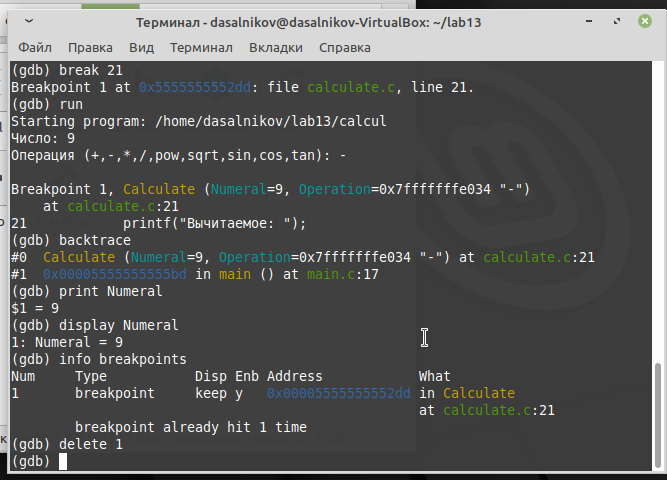 Терминал - dasalnikov@dasalnikov-VirtualBox: ~/lab13
Файл Правка Вид Терминал Вкладки Справка
(gdb) break 21
Breakpoint 1 at 0x5555555552dd: file calculate.c, line 21.
(gdb) run
Starting program: /home/dasalnikov/lab13/calcul
Число: 9
Операция (+,-,*,/,pow,sqrt,sin,cos,tan): -
Breakpoint 1, Calculate (Numeral=9, Operation=0x7fffffffe034 "-")
at calculate.c:21
21 printf("Вычитаемое: ");
(gdb) backtrace
#0 Calculate (Numeral=9, Operation=0x7fffffffe034 "-") at calculate.c:21
#1 0x00005555555555bd in main () at main.c:17
(gdb) print Numeral
$1 = 9
(gdb) display Numeral
1: Numeral = 9
(gdb) info breakpoints
Num Type Disp Enb Address What
1 breakpoint keep y 0x00005555555552dd in Calculate
at calculate.c:21
breakpoint already hit 1 time
(gdb) delete 1
(gdb)